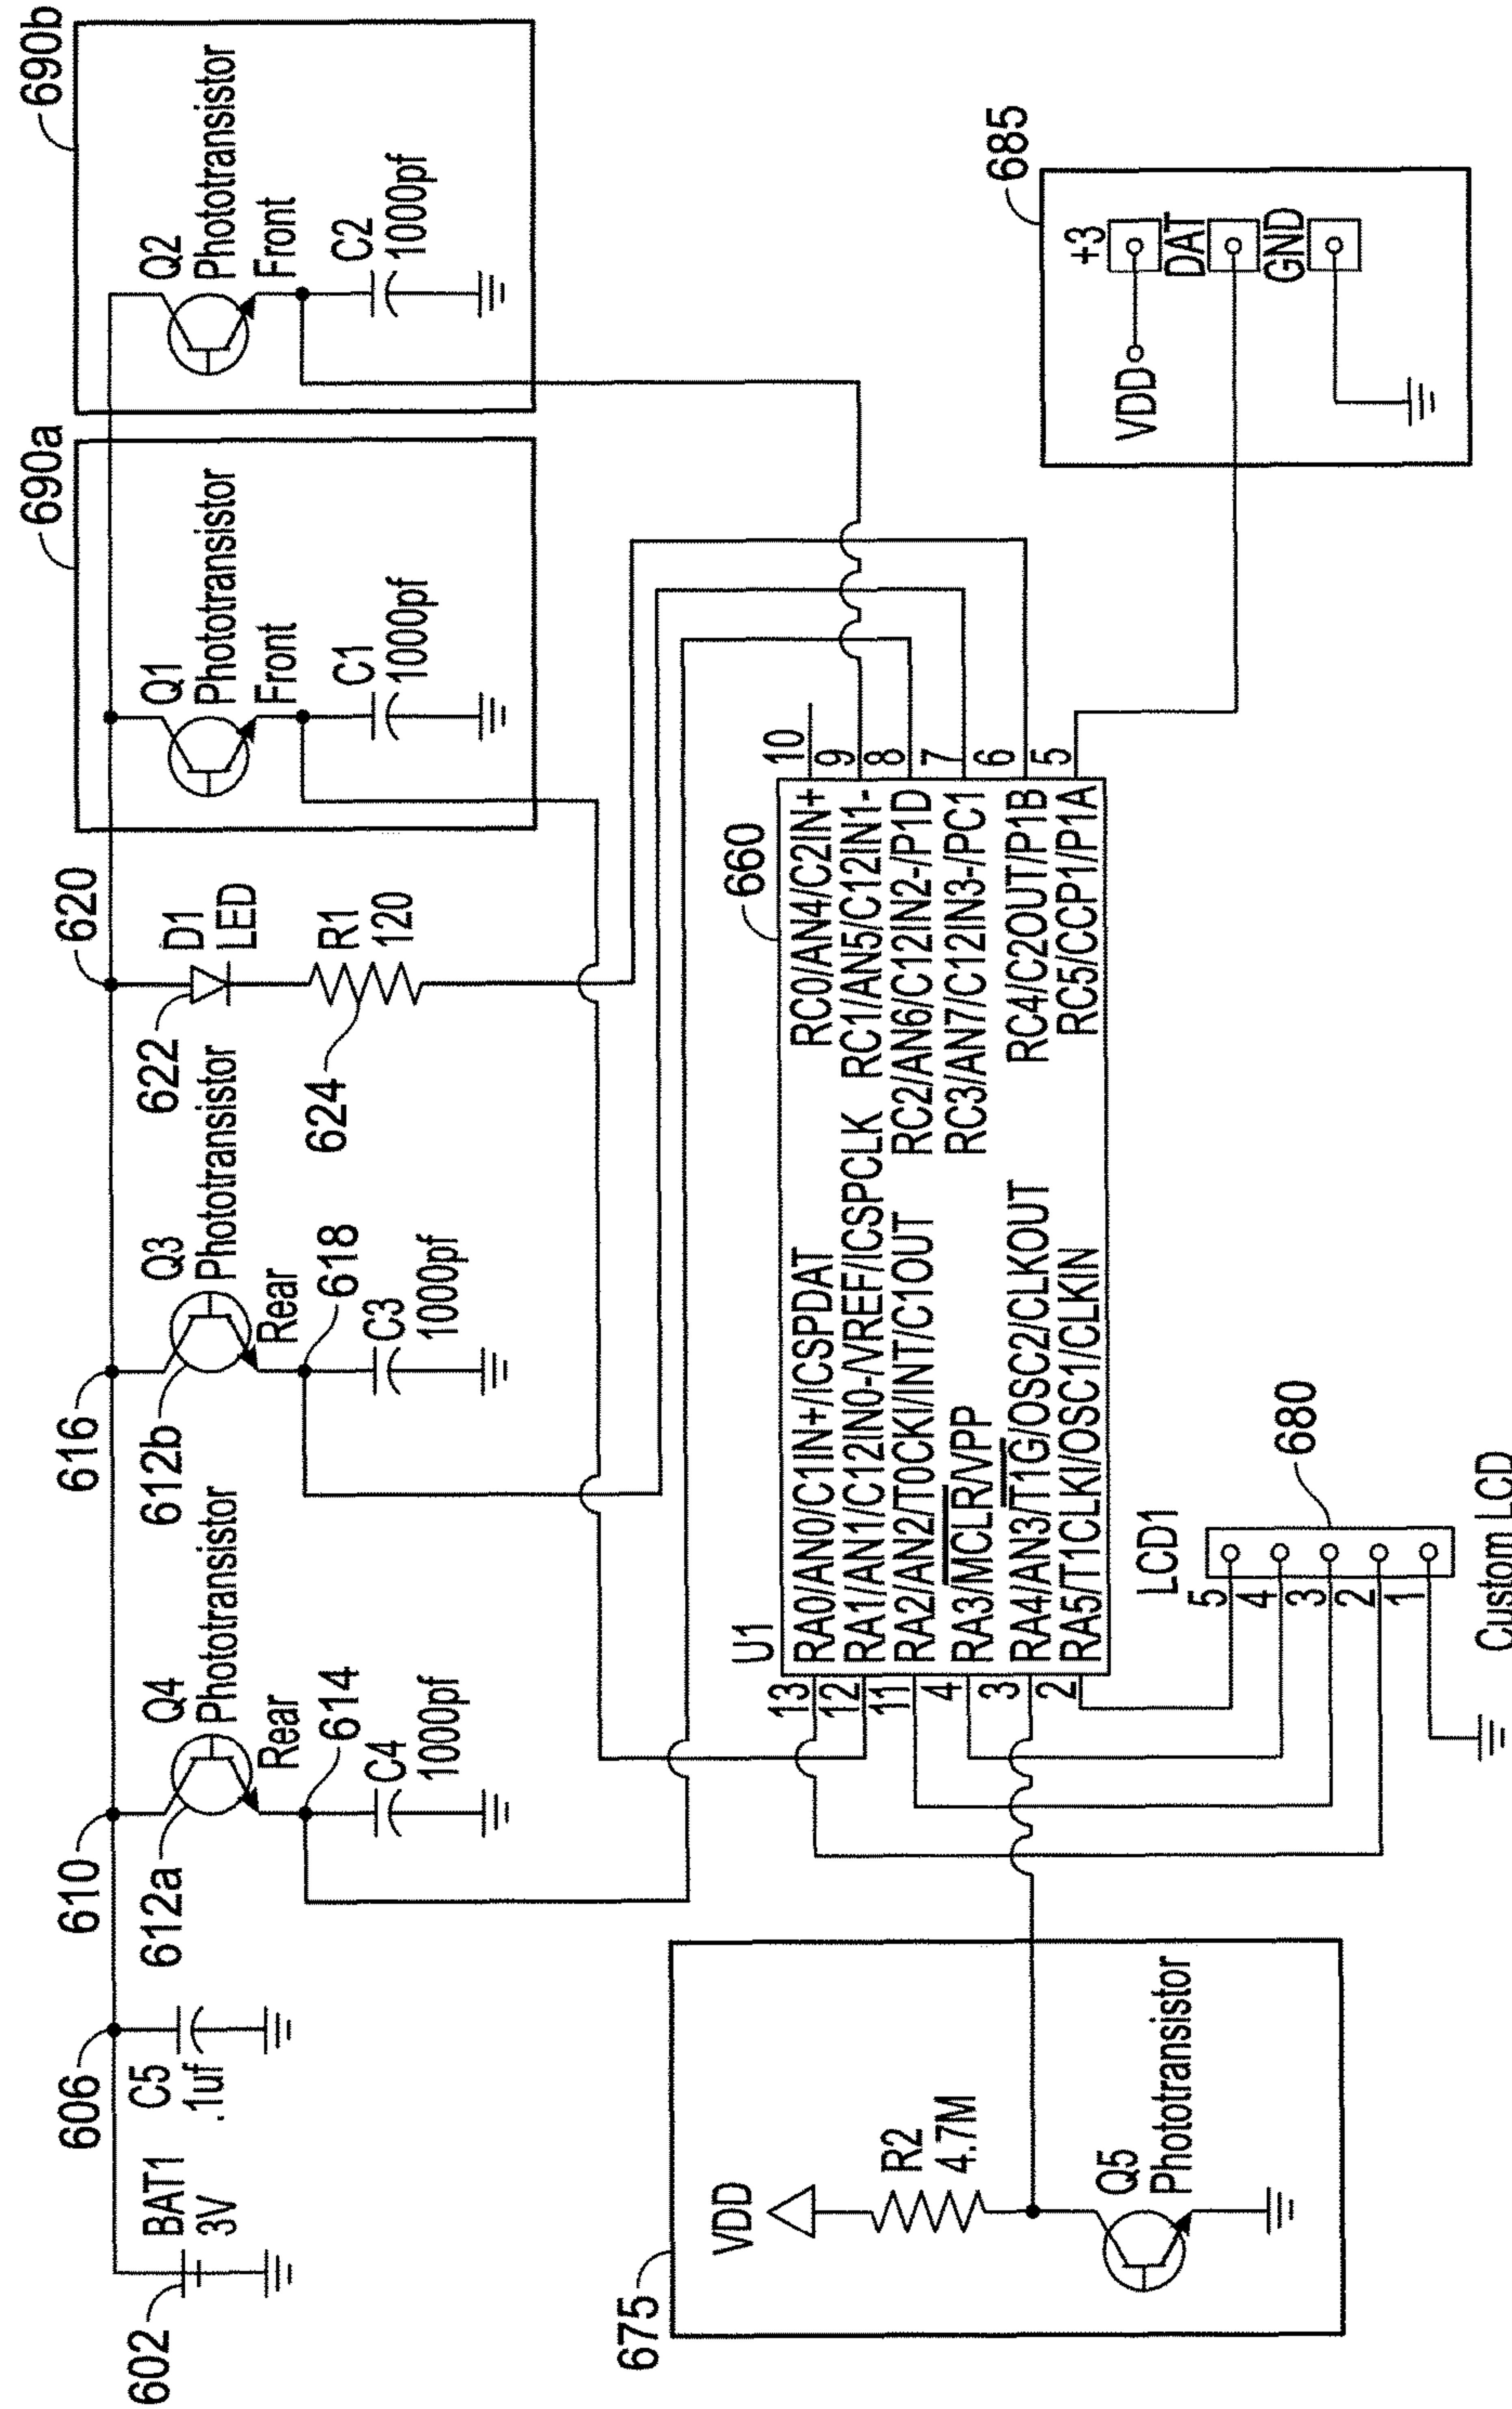 602
BAT1
3V
606
C5
.1uf
610
612a
Q4
Phototransistor
Rear
614
C4
1000pf
616
612b
Q3
Phototransistor
Rear
618
C3
1000pf
620
622
D1
LED
624
R1
120
690a
Q1
Phototransistor
Front
C1
1000pf
690b
Q2
Phototransistor
Front
C2
1000pf
675
VDD
R2
4.7M
Q5
Phototransistor
U1
660
13 RA0/AN0/C1IN+/ICSPDAT RC0/AN4/C2IN+ 10
12 RA1/AN1/C12IN0-/VREF/ICSPCLK RC1/AN5/C12IN1- 9
11 RA2/AN2/T0CKI/INT/C1OUT RC2/AN6/C12IN2-/P1D 8
4 RA3/MCLR/VPP RC3/AN7/C12IN3-/PC1 7
3 RA4/AN3/T1G/OSC2/CLKOUT RC4/C2OUT/P1B 6
2 RA5/T1CLKI/OSC1/CLKIN RC5/CCP1/P1A 5
LCD1
680
5
4
3
2
1
Custom LCD
685
VDD
+3
DAT
GND